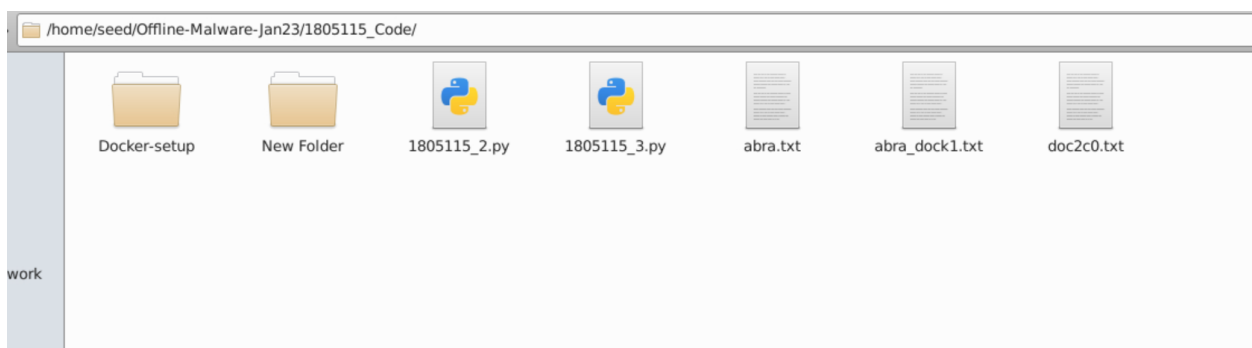 /home/seed/Offline-Malware-Jan23/1805115_Code/
Docker-setup New Folder 1805115_2.py 1805115_3.py abra.txt abra_dock1.txt doc2c0.txt
work